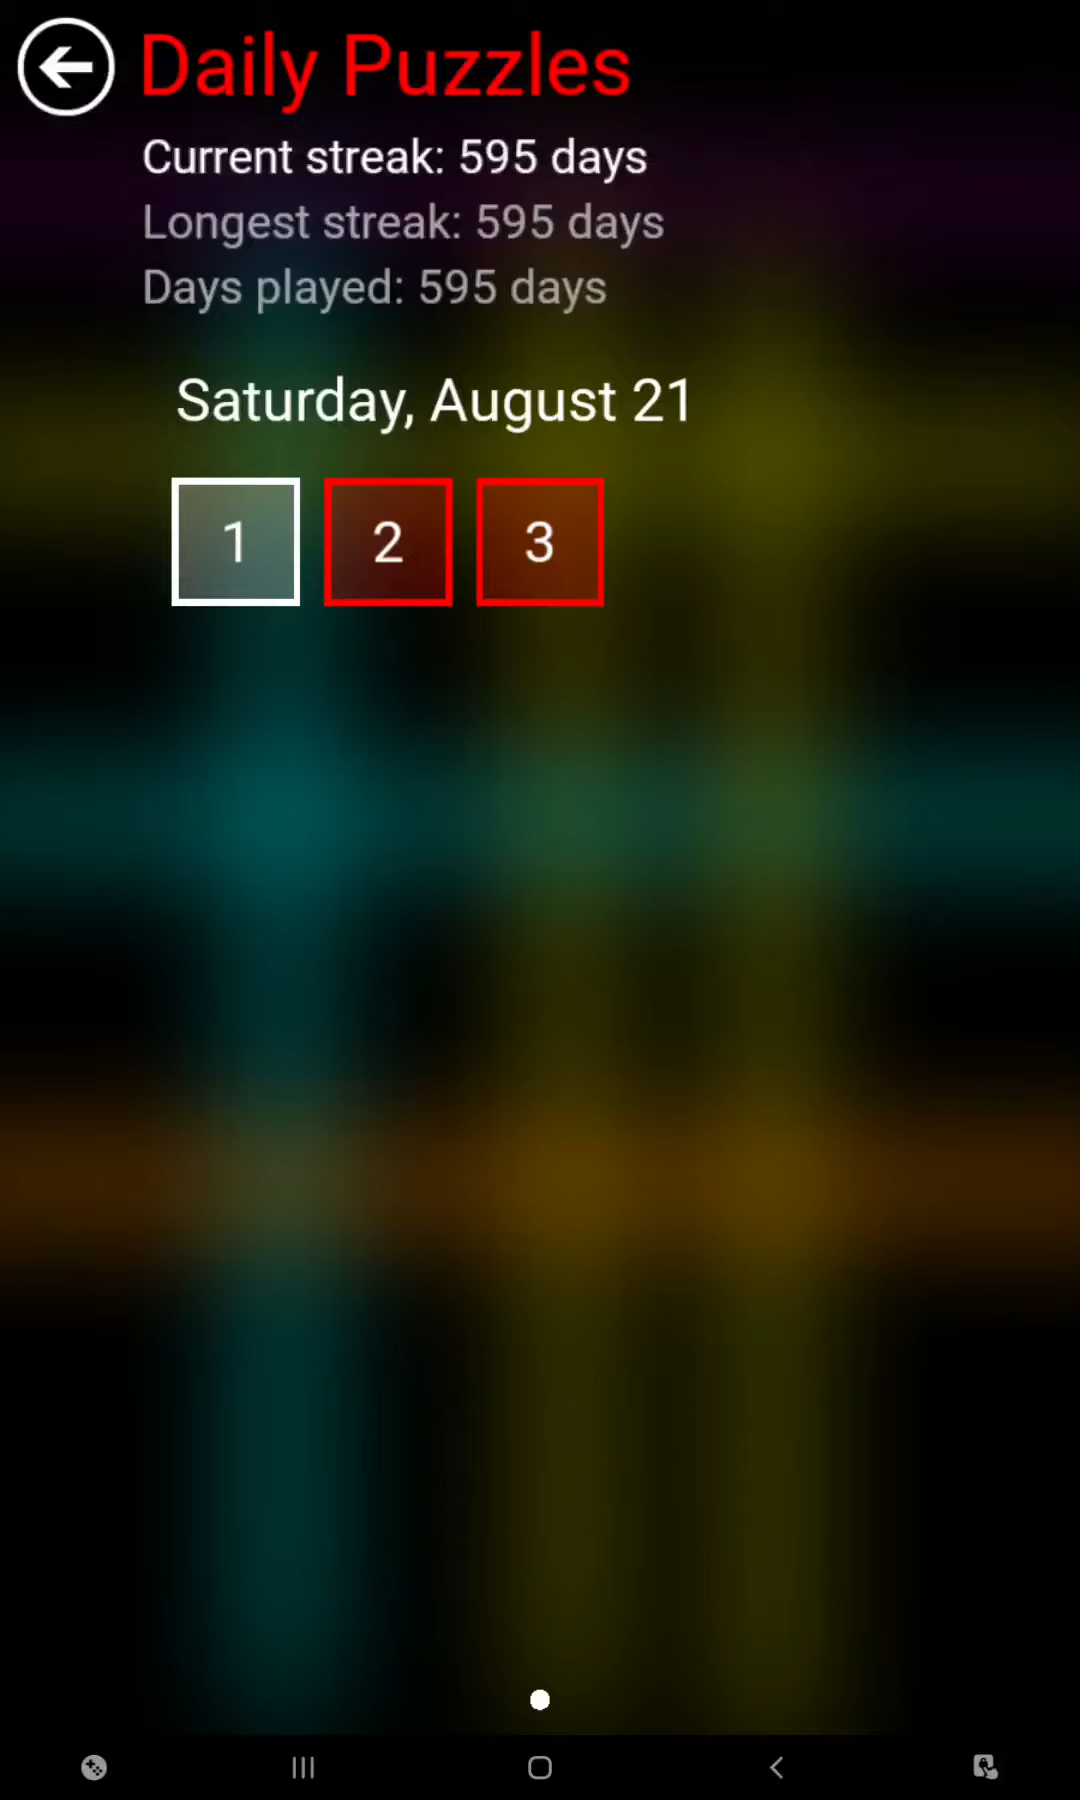 Daily Puzzles
Current streak: 595 days
Longest streak: 595 days
Days played: 595 days
Saturday, August 21
1 2 3